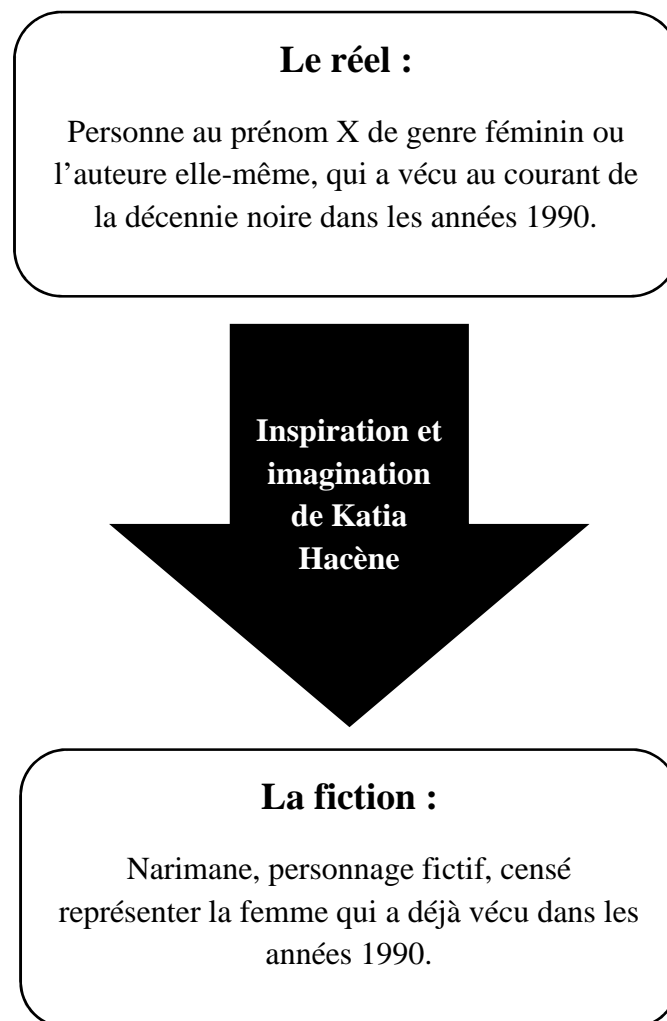 Le réel :
Personne au prénom X de genre féminin ou
l’auteure elle-même, qui a vécu au courant de
la décennie noire dans les années 1990.
Inspiration et
imagination
de Katia
Hacène
La fiction :
Narimane, personnage fictif, censé
représenter la femme qui a déjà vécu dans les
années 1990.